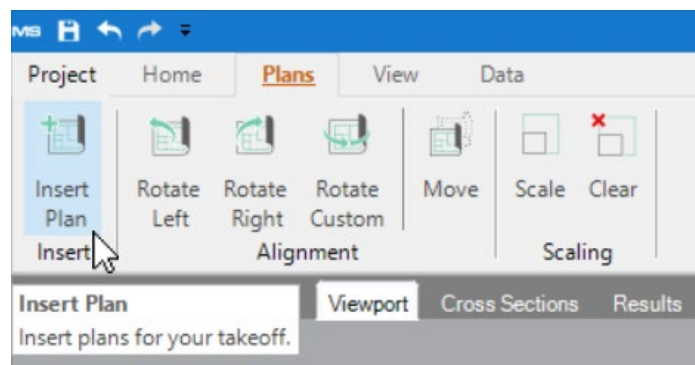 MS
Project Home Plans View Data
Insert Rotate Rotate Rotate Move Scale Clear
Plan Left Right Custom
Insert Alignment Scaling
Insert Plan Viewport Cross Sections Results
Insert plans for your takeoff.